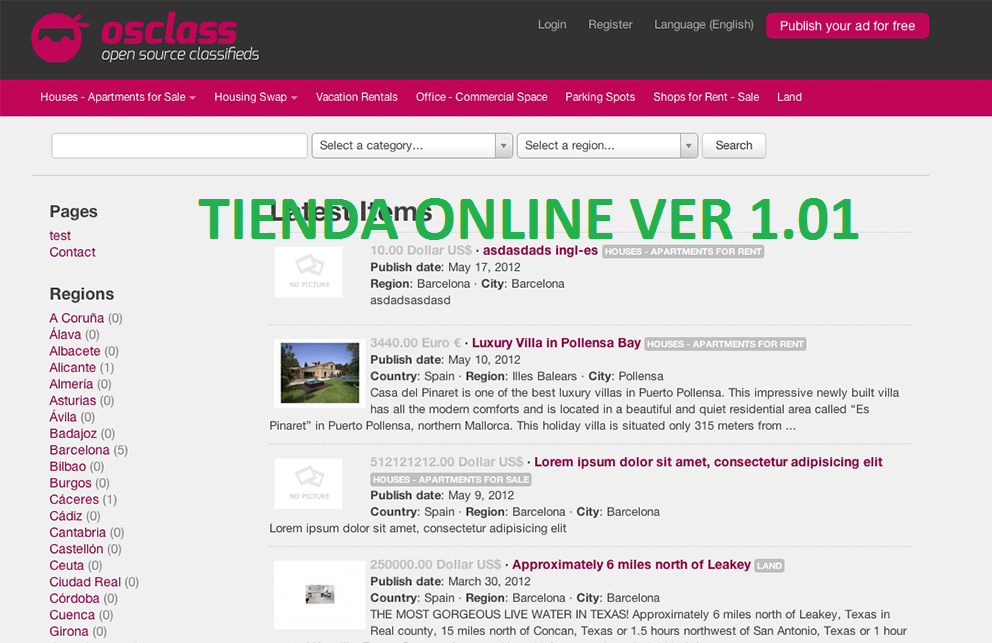 osclass
open source classifieds
Login Register Language (English) Publish your ad for free
Houses - Apartments for Sale Housing Swap Vacation Rentals Office - Commercial Space Parking Spots Shops for Rent - Sale Land
Select a category... Select a region... Search
TIENDA ONLINE VER 1.01
Pages
test
Contact
Regions
A Coruña (0)
Álava (0)
Albacete (0)
Alicante (1)
Almería (0)
Asturias (0)
Ávila (0)
Badajoz (0)
Barcelona (5)
Bilbao (0)
Burgos (0)
Cáceres (1)
Cádiz (0)
Cantabria (0)
Castellón (0)
Ceuta (0)
Ciudad Real (0)
Córdoba (0)
Cuenca (0)
Girona (0)
Latest Items
NO PICTURE
10.00 Dollar US$ · asdasdads ingl-es HOUSES - APARTMENTS FOR RENT
Publish date: May 17, 2012
Region: Barcelona · City: Barcelona
asdadsasdasd
3440.00 Euro € · Luxury Villa in Pollensa Bay HOUSES - APARTMENTS FOR RENT
Publish date: May 10, 2012
Country: Spain · Region: Illes Balears · City: Pollensa
Casa del Pinaret is one of the best luxury villas in Puerto Pollensa. This impressive newly built villa
has all the modern comforts and is located in a beautiful and quiet residential area called “Es
Pinaret” in Puerto Pollensa, northern Mallorca. This holiday villa is situated only 315 meters from ...
NO PICTURE
512121212.00 Dollar US$ · Lorem ipsum dolor sit amet, consectetur adipisicing elit
HOUSES - APARTMENTS FOR SALE
Publish date: May 9, 2012
Country: Spain · Region: Barcelona · City: Barcelona
Lorem ipsum dolor sit amet, consectetur adipisicing elit
250000.00 Dollar US$ · Approximately 6 miles north of Leakey LAND
Publish date: March 30, 2012
Country: Spain · Region: Barcelona · City: Barcelona
THE MOST GORGEOUS LIVE WATER IN TEXAS! Approximately 6 miles north of Leakey, Texas in
Real county, 15 miles north of Concan, Texas or 1.5 hours northwest of San Antonio, Texas or 1 hour